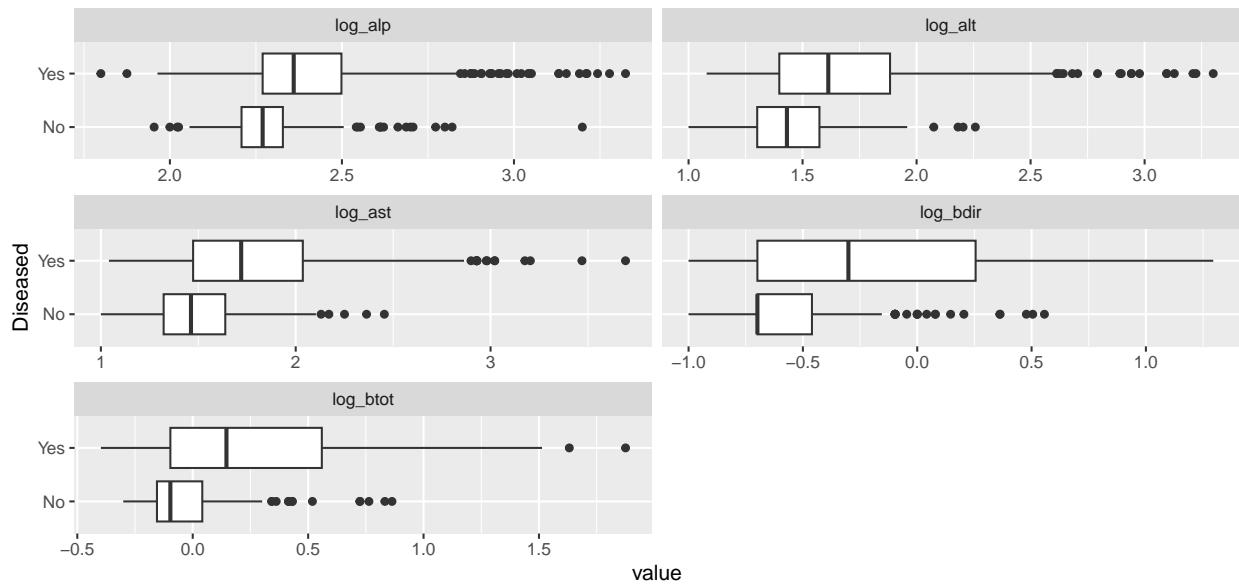 log_alp
log_alt
Yes
No
2.0 2.5 3.0
1.0 1.5 2.0 2.5 3.0
log_ast
log_bdir
Yes
No
1 2 3
−1.0 −0.5 0.0 0.5 1.0
log_btot
Yes
No
−0.5 0.0 0.5 1.0 1.5
Diseased
value